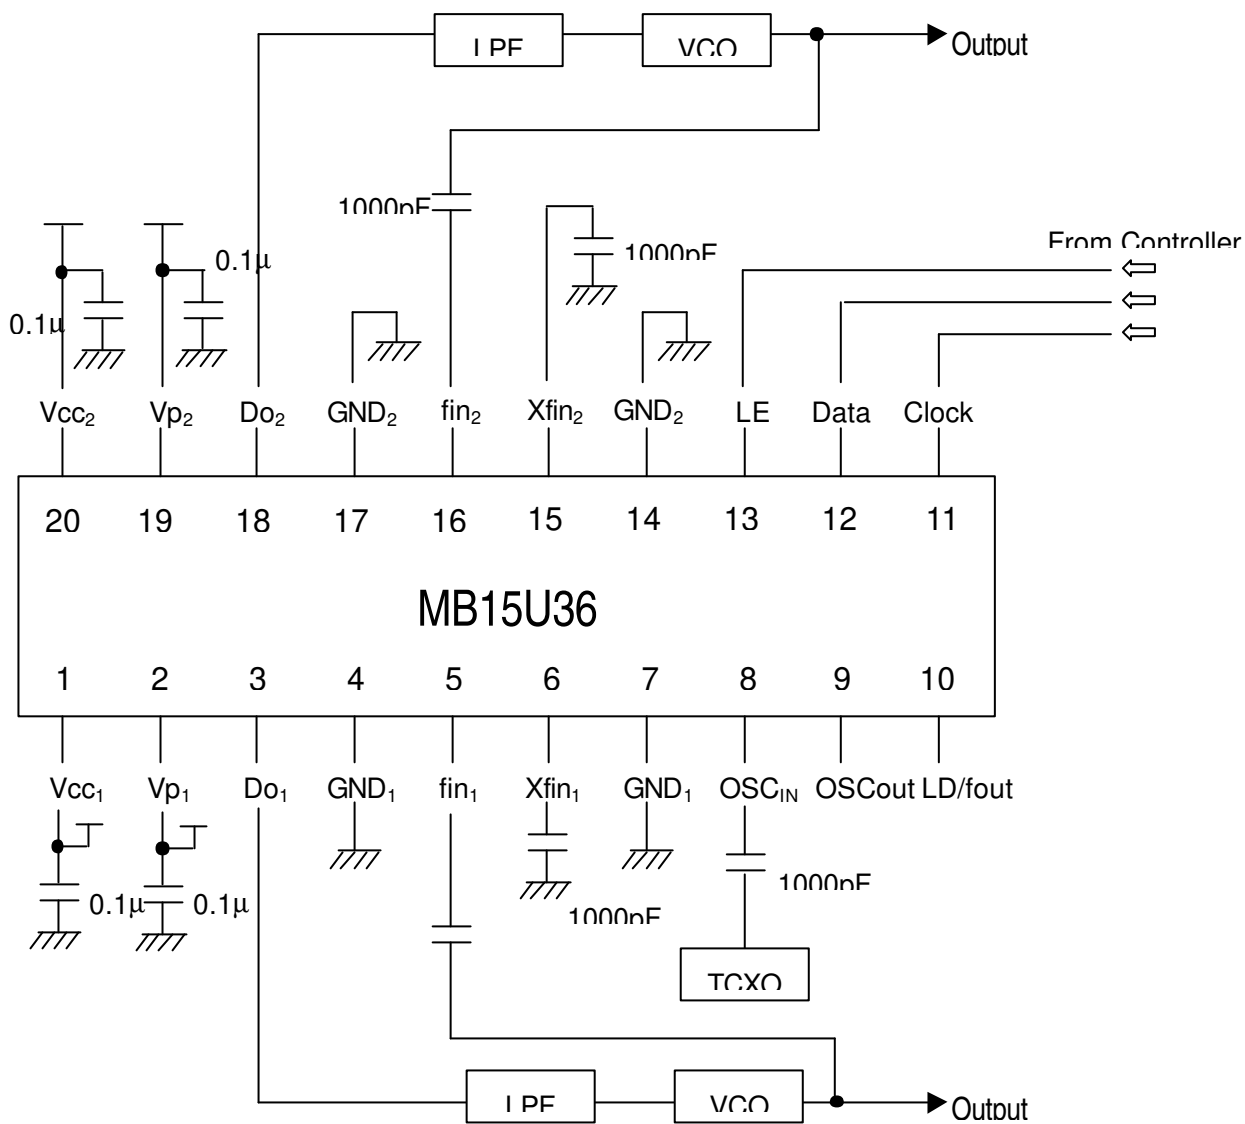 LPF
VCO
Output
1000pF
1000pF
From Controller
0.1μ
0.1μ
Vcc₂
Vp₂
Do₂
GND₂
fin₂
Xfin₂
GND₂
LE
Data
Clock
20
19
18
17
16
15
14
13
12
11
MB15U36
1
2
3
4
5
6
7
8
9
10
Vcc₁
Vp₁
Do₁
GND₁
fin₁
Xfin₁
GND₁
OSC_IN
OSCout
LD/fout
0.1μ
0.1μ
1000pF
1000pF
TCXO
LPF
VCO
Output